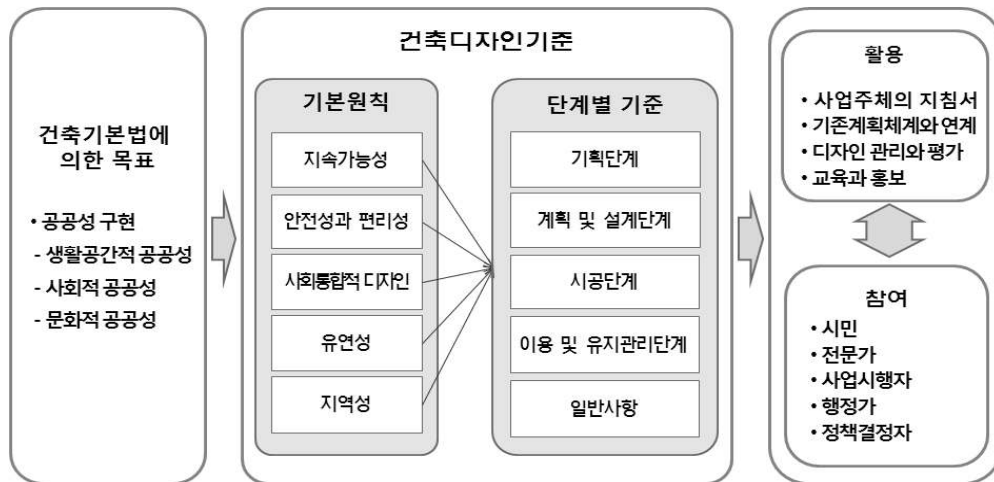 건축기본법에
의한 목표
• 공공성 구현
- 생활공간적 공공성
- 사회적 공공성
- 문화적 공공성
건축디자인기준
기본원칙
지속가능성
안전성과 편리성
사회통합적 디자인
유연성
지역성
단계별 기준
기획단계
계획 및 설계단계
시공단계
이용 및 유지관리단계
일반사항
활용
• 사업주체의 지침서
• 기존계획체계와 연계
• 디자인 관리와 평가
• 교육과 홍보
참여
• 시민
• 전문가
• 사업시행자
• 행정가
• 정책결정자